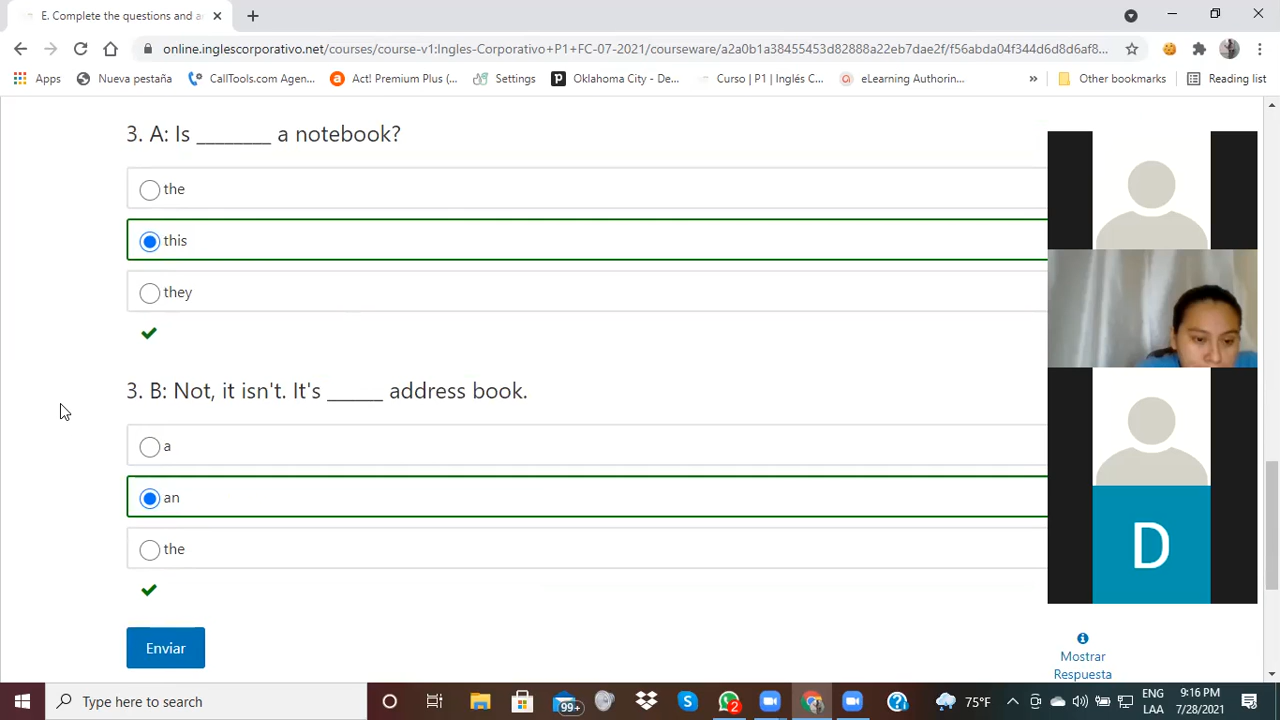 E. Complete the questions and a
online.inglescorporativo.net/courses/course-v1:Ingles-Corporativo+P1+FC-07-2021/courseware/a2a0b1a38455453d82888a22eb7dae2f/f56abda04f344d6d8d6af8...
Apps Nueva pestaña CallTools.com Agen... Act! Premium Plus (... Settings Oklahoma City - De... Curso | P1 | Inglés C... eLearning Authorin... » Other bookmarks Reading list
3. A: Is ________ a notebook?
the
this
they
3. B: Not, it isn't. It's ______ address book.
a
an
the
D
Enviar
Mostrar
Respuesta
Type here to search
99+
2
75°F
ENG
LAA
9:16 PM
7/28/2021